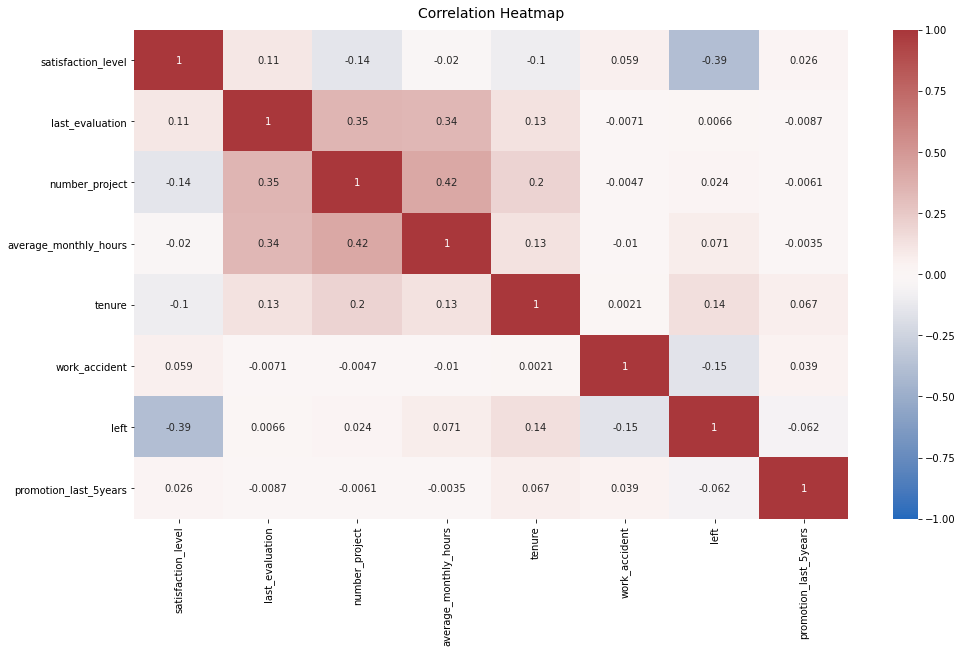 Correlation Heatmap
satisfaction_level 1 0.11 -0.14 -0.02 -0.1 0.059 -0.39 0.026
last_evaluation 0.11 1 0.35 0.34 0.13 -0.0071 0.0066 -0.0087
number_project -0.14 0.35 1 0.42 0.2 -0.0047 0.024 -0.0061
average_monthly_hours -0.02 0.34 0.42 1 0.13 -0.01 0.071 -0.0035
tenure -0.1 0.13 0.2 0.13 1 0.0021 0.14 0.067
work_accident 0.059 -0.0071 -0.0047 -0.01 0.0021 1 -0.15 0.039
left -0.39 0.0066 0.024 0.071 0.14 -0.15 1 -0.062
promotion_last_5years 0.026 -0.0087 -0.0061 -0.0035 0.067 0.039 -0.062 1
satisfaction_level
last_evaluation
number_project
average_monthly_hours
tenure
work_accident
left
promotion_last_5years
1.00
0.75
0.50
0.25
0.00
−0.25
−0.50
−0.75
−1.00